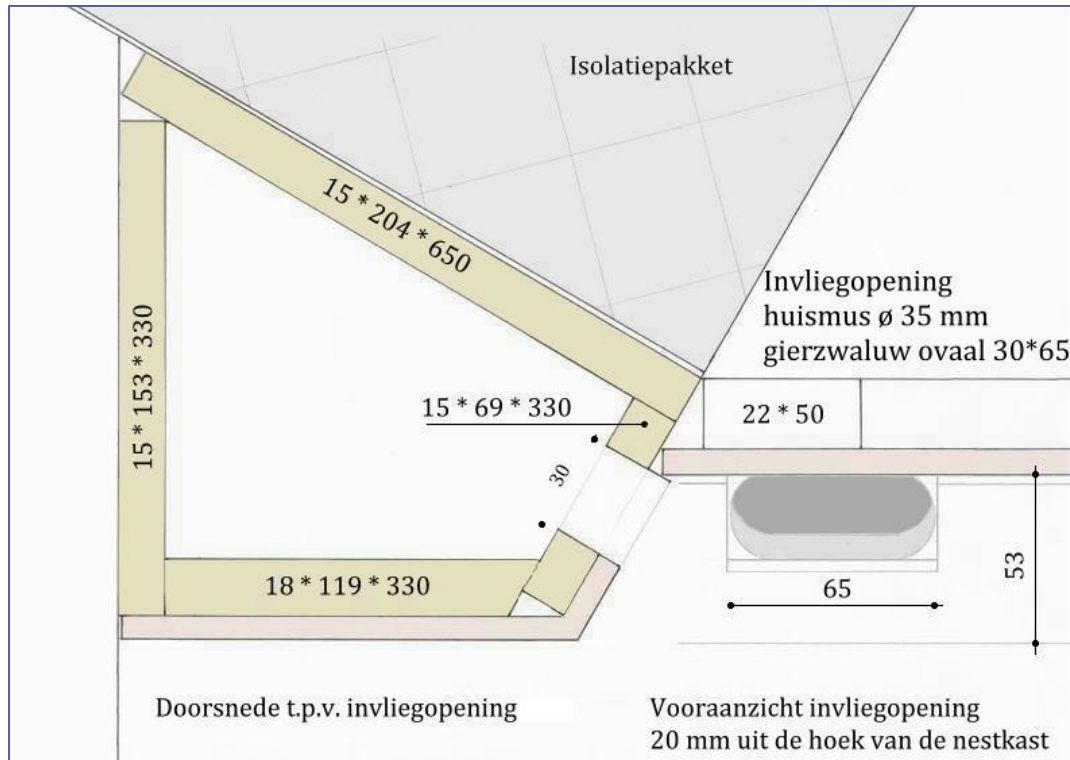 Isolatiepakket
15 * 204 * 650
Invliegopening
huismus ø 35 mm
gierzwaluw ovaal 30*65
15 * 153 * 330
15 * 69 * 330
22 * 50
30
18 * 119 * 330
65
53
Doorsnede t.p.v. invliegopening
Vooraanzicht invliegopening
20 mm uit de hoek van de nestkast